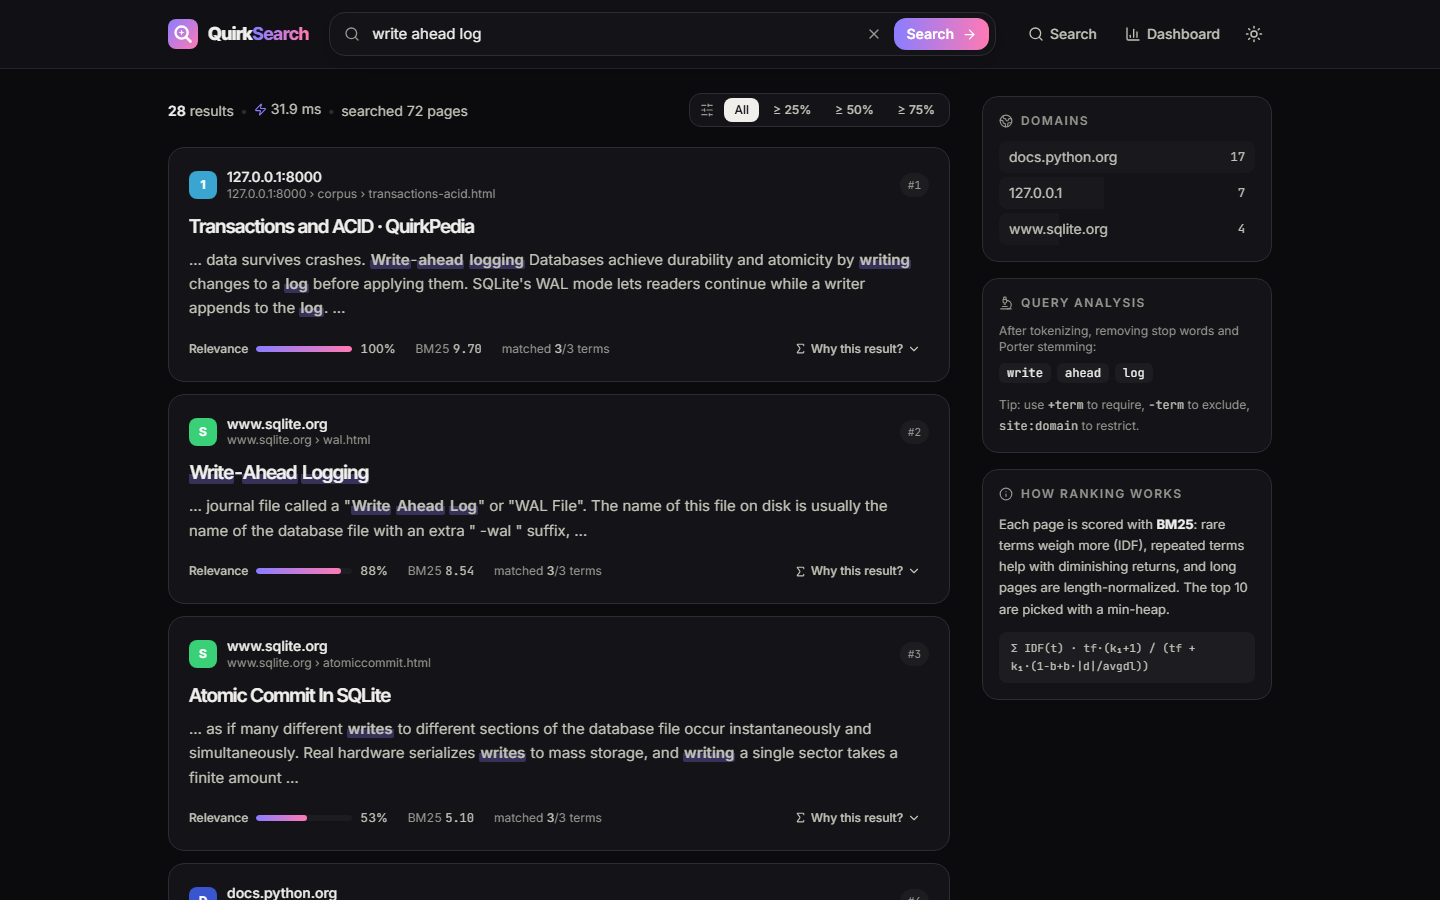 QuirkSearch
write ahead log
Search →
Search
Dashboard
28 results • 31.9 ms • searched 72 pages
All ≥ 25% ≥ 50% ≥ 75%
1
127.0.0.1:8000
127.0.0.1:8000 › corpus › transactions-acid.html
#1
Transactions and ACID · QuirkPedia
... data survives crashes. Write-ahead logging Databases achieve durability and atomicity by writing
changes to a log before applying them. SQLite's WAL mode lets readers continue while a writer
appends to the log. ...
Relevance 100% BM25 9.70 matched 3/3 terms Σ Why this result?
S
www.sqlite.org
www.sqlite.org › wal.html
#2
Write-Ahead Logging
... journal file called a "Write Ahead Log" or "WAL File". The name of this file on disk is usually the
name of the database file with an extra " -wal " suffix, ...
Relevance 88% BM25 8.54 matched 3/3 terms Σ Why this result?
S
www.sqlite.org
www.sqlite.org › atomiccommit.html
#3
Atomic Commit In SQLite
... as if many different writes to different sections of the database file occur instantaneously and
simultaneously. Real hardware serializes writes to mass storage, and writing a single sector takes a
finite amount ...
Relevance 53% BM25 5.10 matched 3/3 terms Σ Why this result?
docs.python.org
DOMAINS
docs.python.org 17
127.0.0.1 7
www.sqlite.org 4
QUERY ANALYSIS
After tokenizing, removing stop words and
Porter stemming:
write ahead log
Tip: use +term to require, -term to exclude,
site:domain to restrict.
HOW RANKING WORKS
Each page is scored with BM25: rare
terms weigh more (IDF), repeated terms
help with diminishing returns, and long
pages are length-normalized. The top 10
are picked with a min-heap.
Σ IDF(t) · tf·(k₁+1) / (tf +
k₁·(1-b+b·|d|/avgdl))